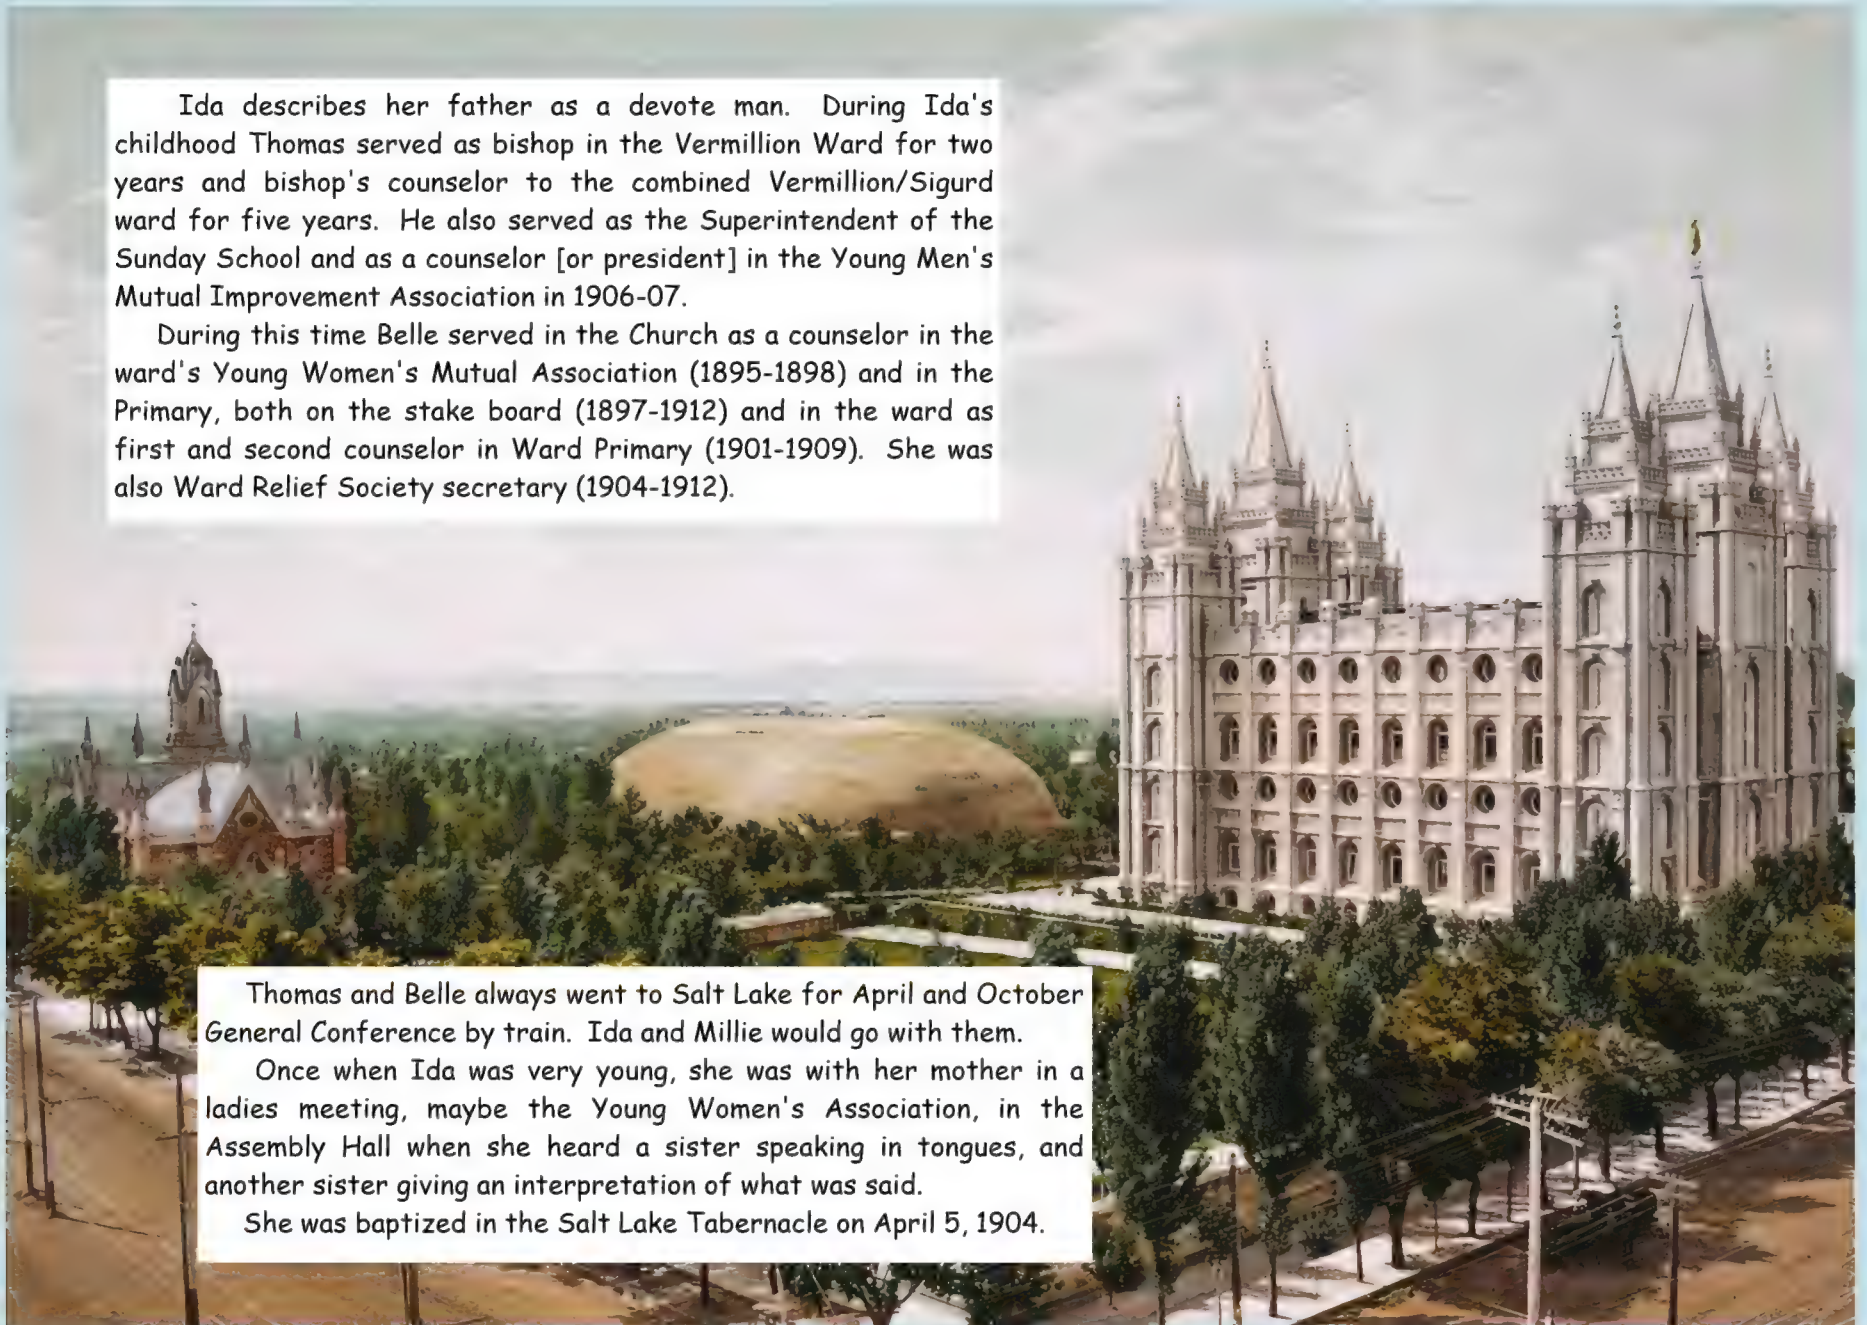 Ida describes her father as a devote man. During Ida's
childhood Thomas served as bishop in the Vermillion Ward for two
years and bishop's counselor to the combined Vermillion/Sigurd
ward for five years. He also served as the Superintendent of the
Sunday School and as a counselor [or president] in the Young Men's
Mutual Improvement Association in 1906-07.
During this time Belle served in the Church as a counselor in the
ward's Young Women's Mutual Association (1895-1898) and in the
Primary, both on the stake board (1897-1912) and in the ward as
first and second counselor in Ward Primary (1901-1909). She was
also Ward Relief Society secretary (1904-1912).
Thomas and Belle always went to Salt Lake for April and October
General Conference by train. Ida and Millie would go with them.
Once when Ida was very young, she was with her mother in a
ladies meeting, maybe the Young Women's Association, in the
Assembly Hall when she heard a sister speaking in tongues, and
another sister giving an interpretation of what was said.
She was baptized in the Salt Lake Tabernacle on April 5, 1904.